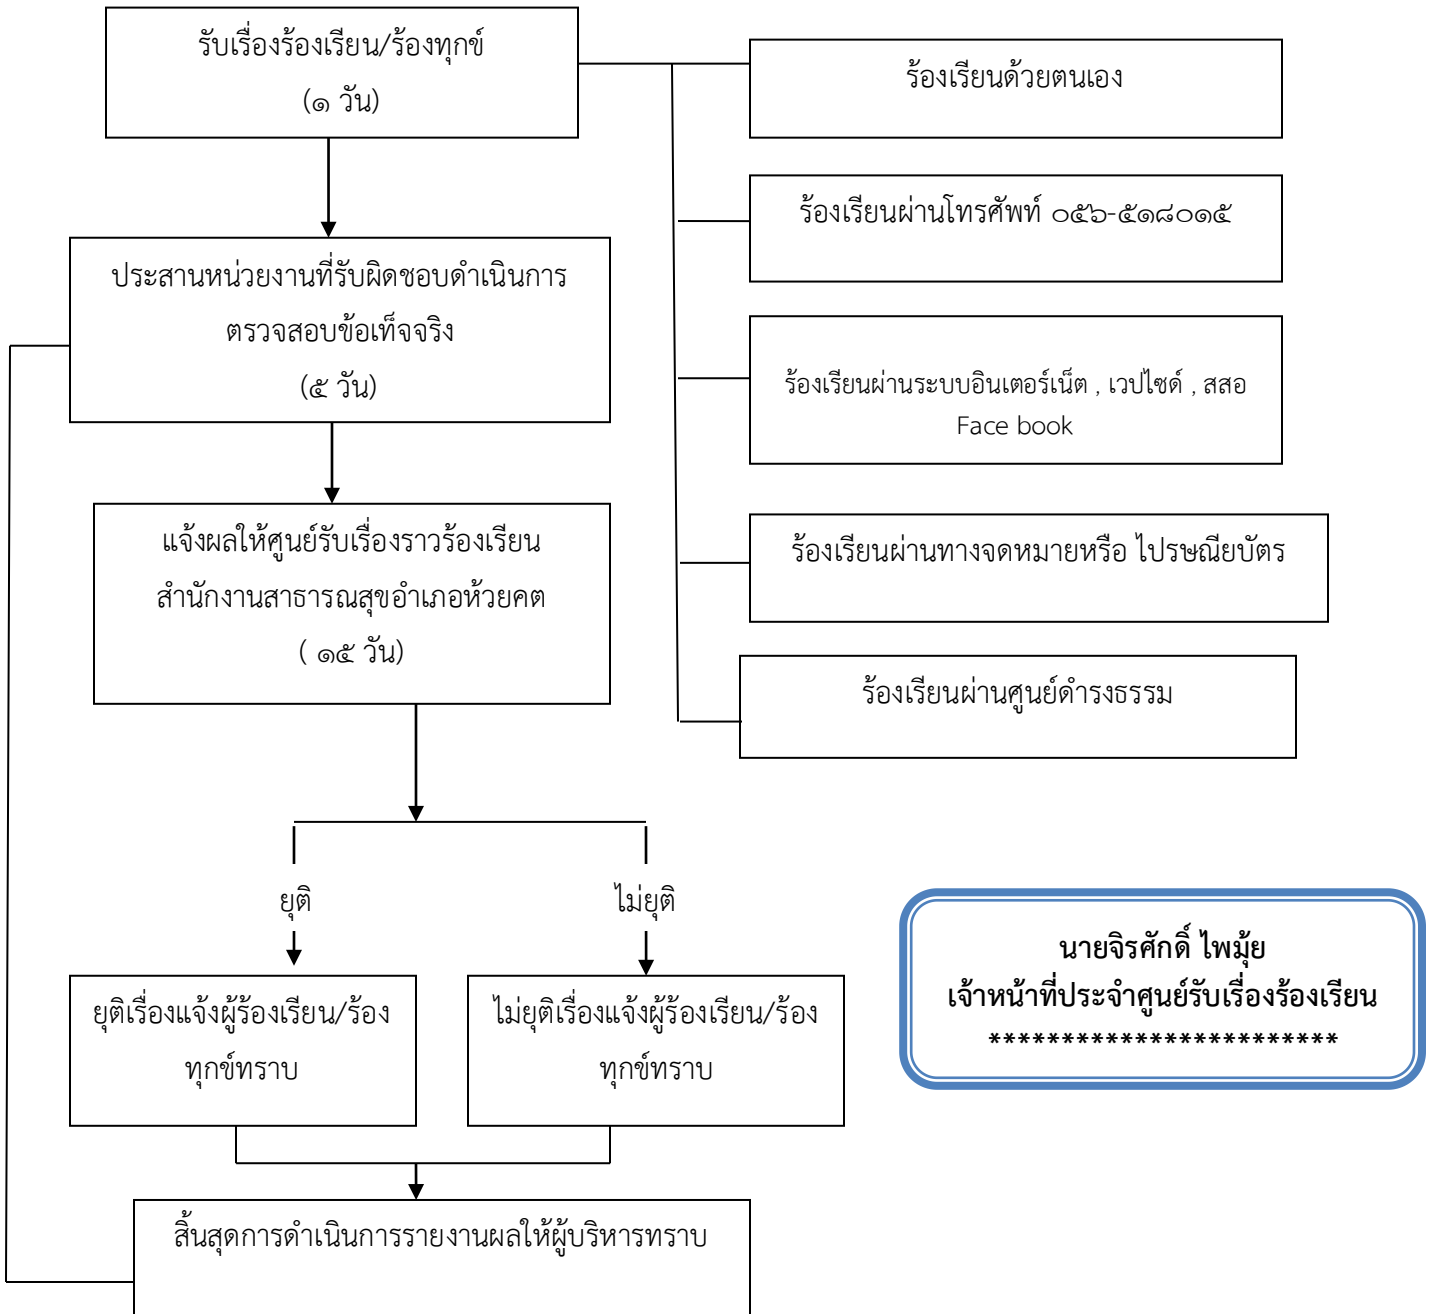 รับเรื่องร้องเรียน/ร้องทุกข์
(๑ วัน)
ร้องเรียนด้วยตนเอง
ร้องเรียนผ่านโทรศัพท์ ๐๕๖-๕๑๘๐๑๕
ประสานหน่วยงานที่รับผิดชอบดำเนินการ
ตรวจสอบข้อเท็จจริง
(๕ วัน)
ร้องเรียนผ่านระบบอินเตอร์เน็ต , เวปไซด์ , สสอ
Face book
แจ้งผลให้ศูนย์รับเรื่องราวร้องเรียน
สำนักงานสาธารณสุขอำเภอห้วยคต
( ๑๕ วัน)
ร้องเรียนผ่านทางจดหมายหรือ ไปรษณียบัตร
ร้องเรียนผ่านศูนย์ดำรงธรรม
ยุติ
ไม่ยุติ
ยุติเรื่องแจ้งผู้ร้องเรียน/ร้อง
ทุกข์ทราบ
ไม่ยุติเรื่องแจ้งผู้ร้องเรียน/ร้อง
ทุกข์ทราบ
นายจิรศักดิ์ ไพมุ้ย
เจ้าหน้าที่ประจำศูนย์รับเรื่องร้องเรียน
************************
สิ้นสุดการดำเนินการรายงานผลให้ผู้บริหารทราบ